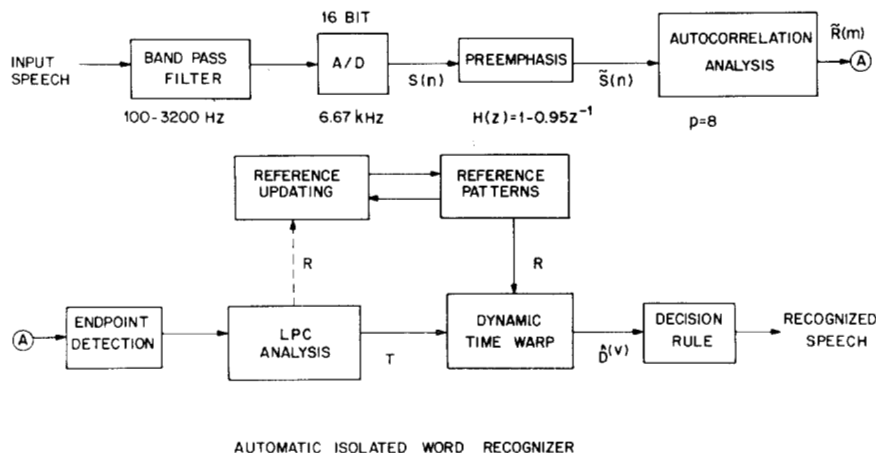 16 BIT
INPUT
SPEECH
BAND PASS
FILTER
A/D
S(n)
PREEMPHASIS
S̃(n)
AUTOCORRELATION
ANALYSIS
R̃(m)
A
100-3200 Hz
6.67 kHz
H(z)=1-0.95z⁻¹
p=8
REFERENCE
UPDATING
REFERENCE
PATTERNS
R
R
A
ENDPOINT
DETECTION
LPC
ANALYSIS
T
DYNAMIC
TIME WARP
D̂(v)
DECISION
RULE
RECOGNIZED
SPEECH
AUTOMATIC ISOLATED WORD RECOGNIZER